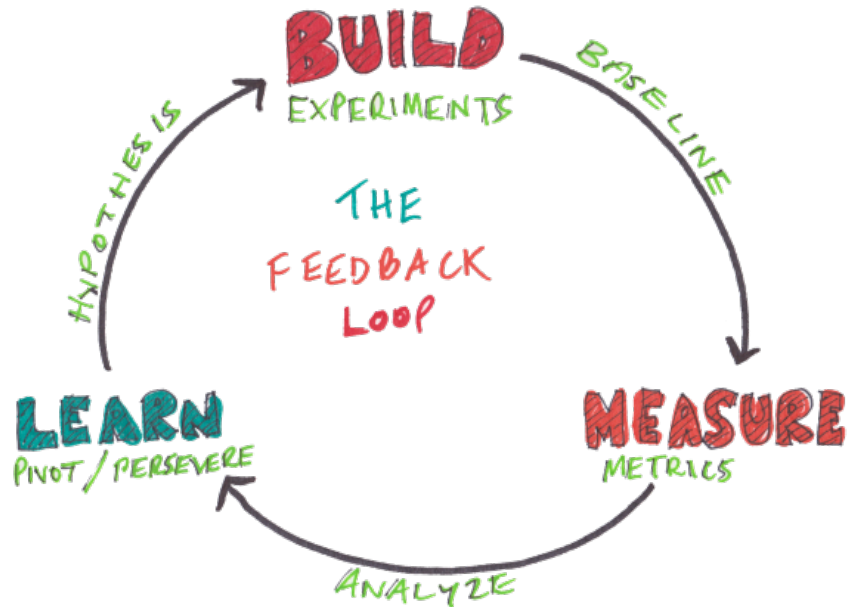 BUILD
EXPERIMENTS
BASELINE
HYPOTHESIS
THE
FEEDBACK
LOOP
LEARN
PIVOT/PERSEVERE
MEASURE
METRICS
ANALYZE